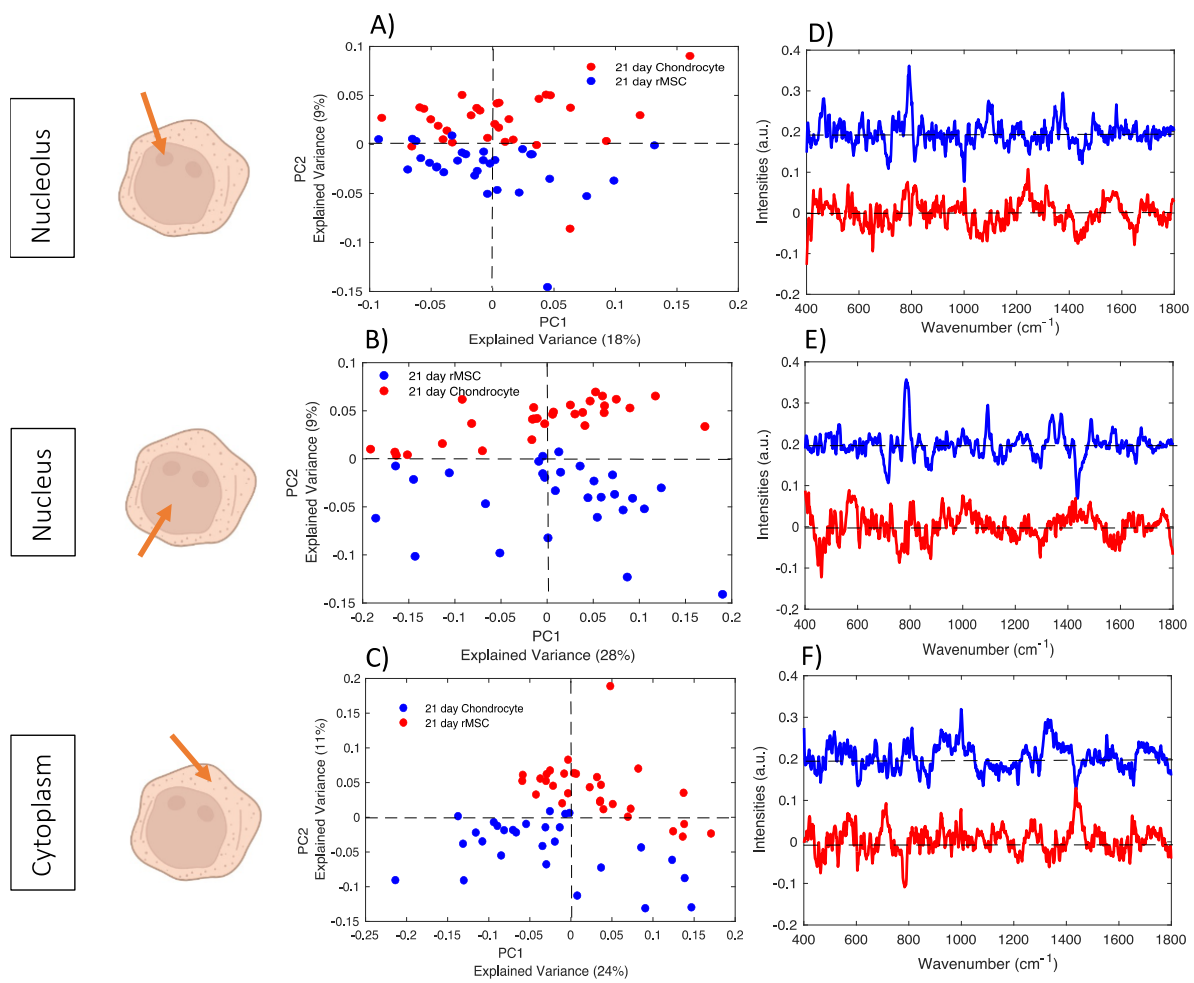 Nucleolus
A)
0.1
0.05
0
-0.05
-0.1
-0.15
PC2
Explained Variance (9%)
21 day Chondrocyte
21 day rMSC
-0.1
-0.05
0
0.05
0.1
0.15
0.2
PC1
Explained Variance (18%)
D)
0.4
0.3
0.2
0.1
0
-0.1
-0.2
Intensities (a.u.)
400
600
800
1000
1200
1400
1600
1800
Wavenumber (cm⁻¹)
Nucleus
B)
0.1
0.05
0
-0.05
-0.1
-0.15
PC2
Explained Variance (9%)
21 day rMSC
21 day Chondrocyte
-0.2
-0.15
-0.1
-0.05
0
0.05
0.1
0.15
0.2
PC1
Explained Variance (28%)
E)
0.4
0.3
0.2
0.1
0
-0.1
-0.2
Intensities (a.u.)
400
600
800
1000
1200
1400
1600
1800
Wavenumber (cm⁻¹)
Cytoplasm
C)
0.2
0.15
0.1
0.05
0
-0.05
-0.1
-0.15
PC2
Explained Variance (11%)
21 day Chondrocyte
21 day rMSC
-0.25
-0.2
-0.15
-0.1
-0.05
0
0.05
0.1
0.15
0.2
PC1
Explained Variance (24%)
F)
0.4
0.3
0.2
0.1
0
-0.1
-0.2
Intensities (a.u.)
400
600
800
1000
1200
1400
1600
1800
Wavenumber (cm⁻¹)